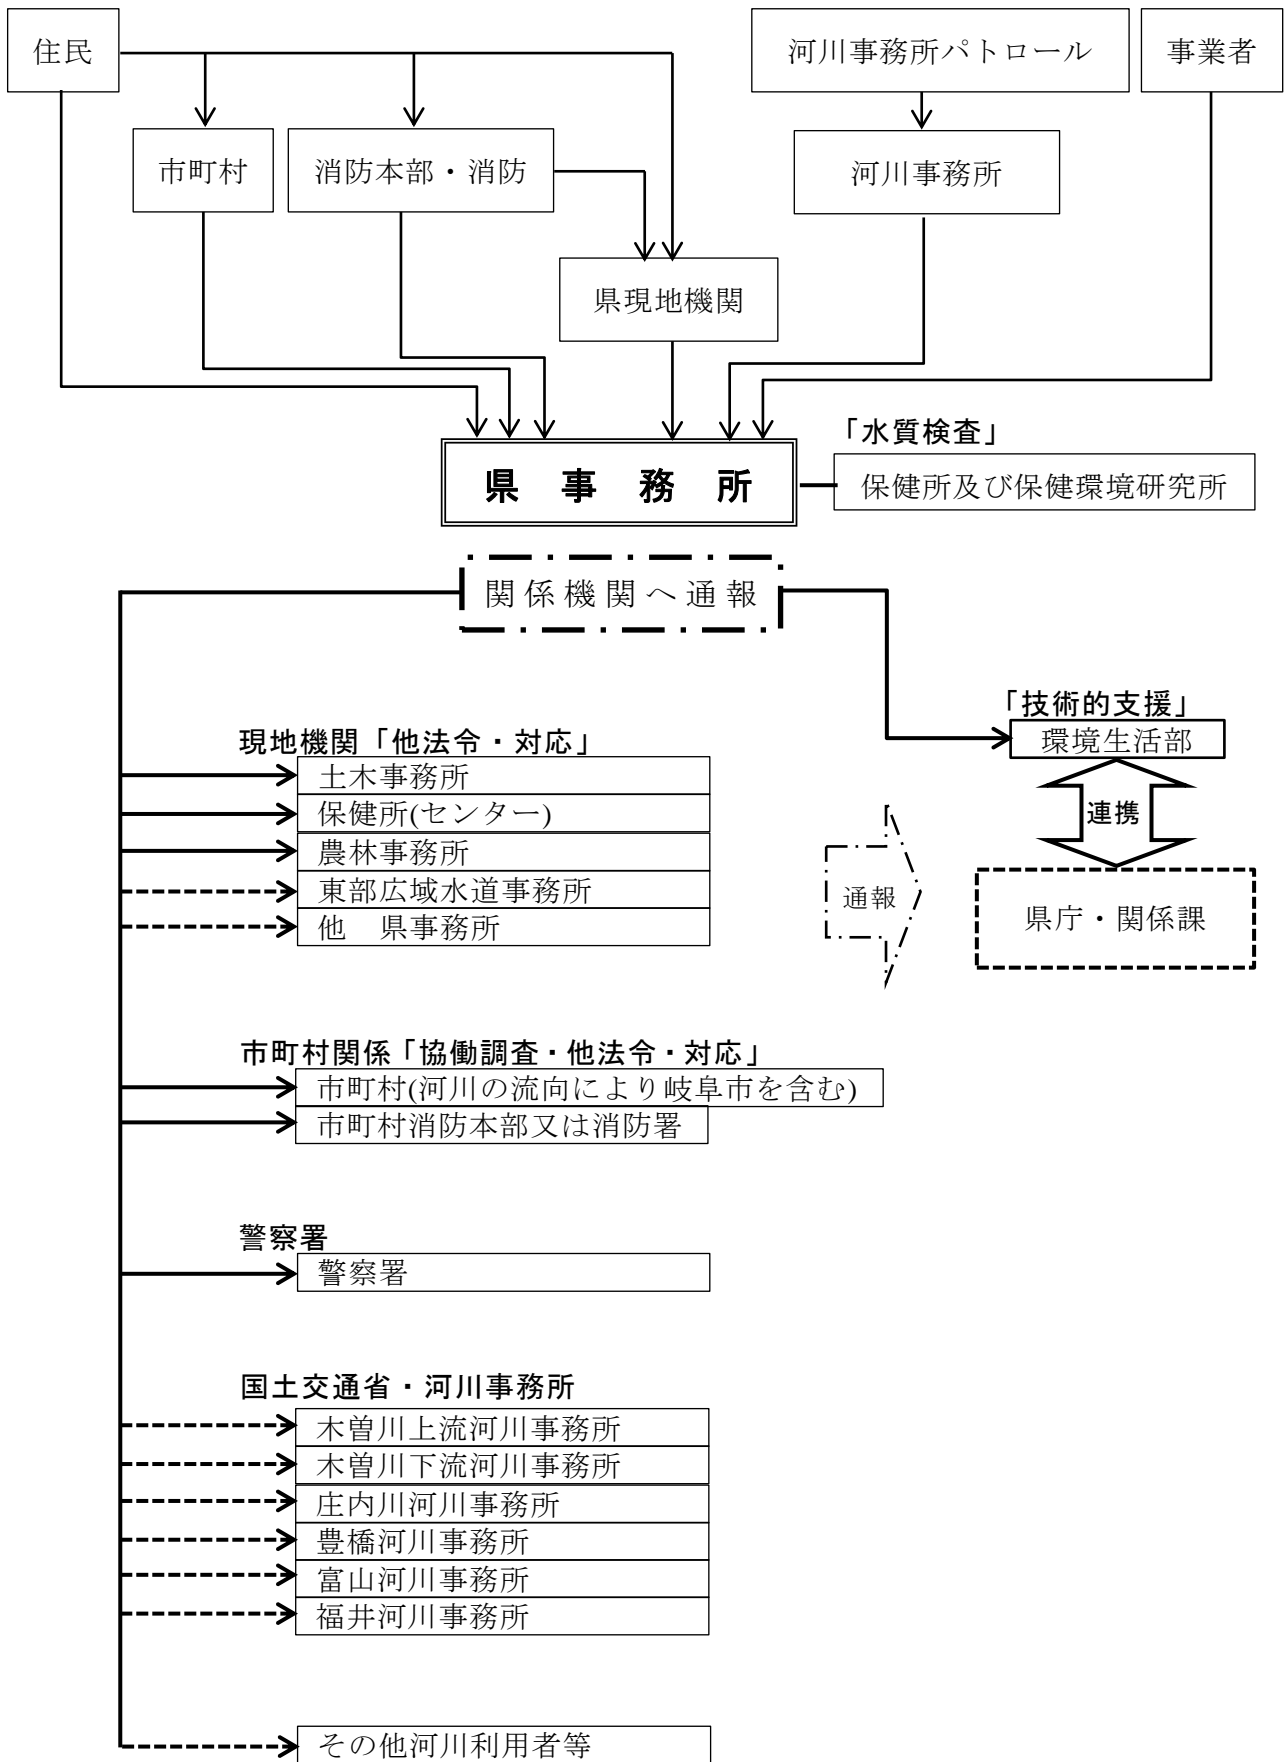 住民
河川事務所パトロール
事業者
市町村
消防本部・消防
河川事務所
県現地機関
「水質検査」
県 事 務 所
保健所及び保健環境研究所
関係機関へ通報
「技術的支援」
環境生活部
現地機関「他法令・対応」
土木事務所
保健所(センター)
農林事務所
東部広域水道事務所
他　県事務所
連携
通報
県庁・関係課
市町村関係「協働調査・他法令・対応」
市町村(河川の流向により岐阜市を含む)
市町村消防本部又は消防署
警察署
警察署
国土交通省・河川事務所
木曽川上流河川事務所
木曽川下流河川事務所
庄内川河川事務所
豊橋河川事務所
富山河川事務所
福井河川事務所
その他河川利用者等